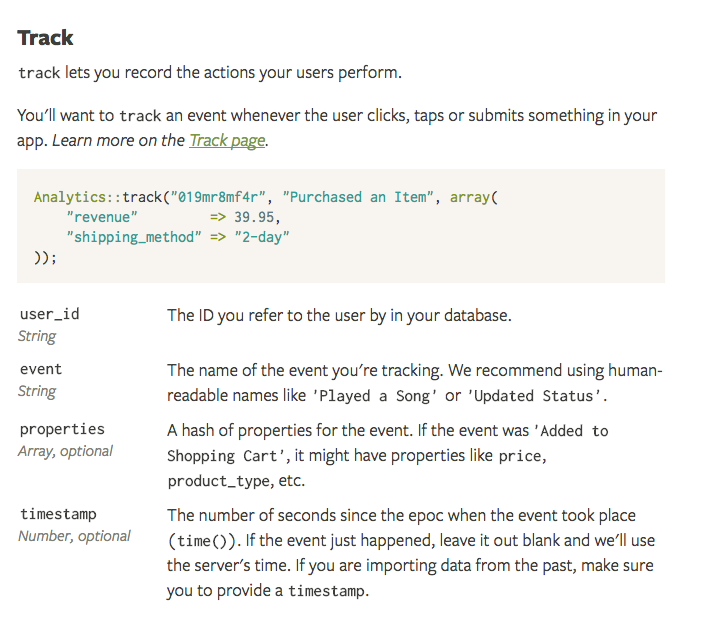 Track
track lets you record the actions your users perform.
You'll want to track an event whenever the user clicks, taps or submits something in your
app. Learn more on the Track page.
Analytics::track("019mr8mf4r", "Purchased an Item", array(
    "revenue"         => 39.95,
    "shipping_method" => "2-day"
));
user_id The ID you refer to the user by in your database.
String
event The name of the event you're tracking. We recommend using human-
String readable names like 'Played a Song' or 'Updated Status'.
properties A hash of properties for the event. If the event was 'Added to
Array, optional Shopping Cart', it might have properties like price,
product_type, etc.
timestamp The number of seconds since the epoc when the event took place
Number, optional (time()). If the event just happened, leave it out blank and we'll use
the server's time. If you are importing data from the past, make sure
you to provide a timestamp.